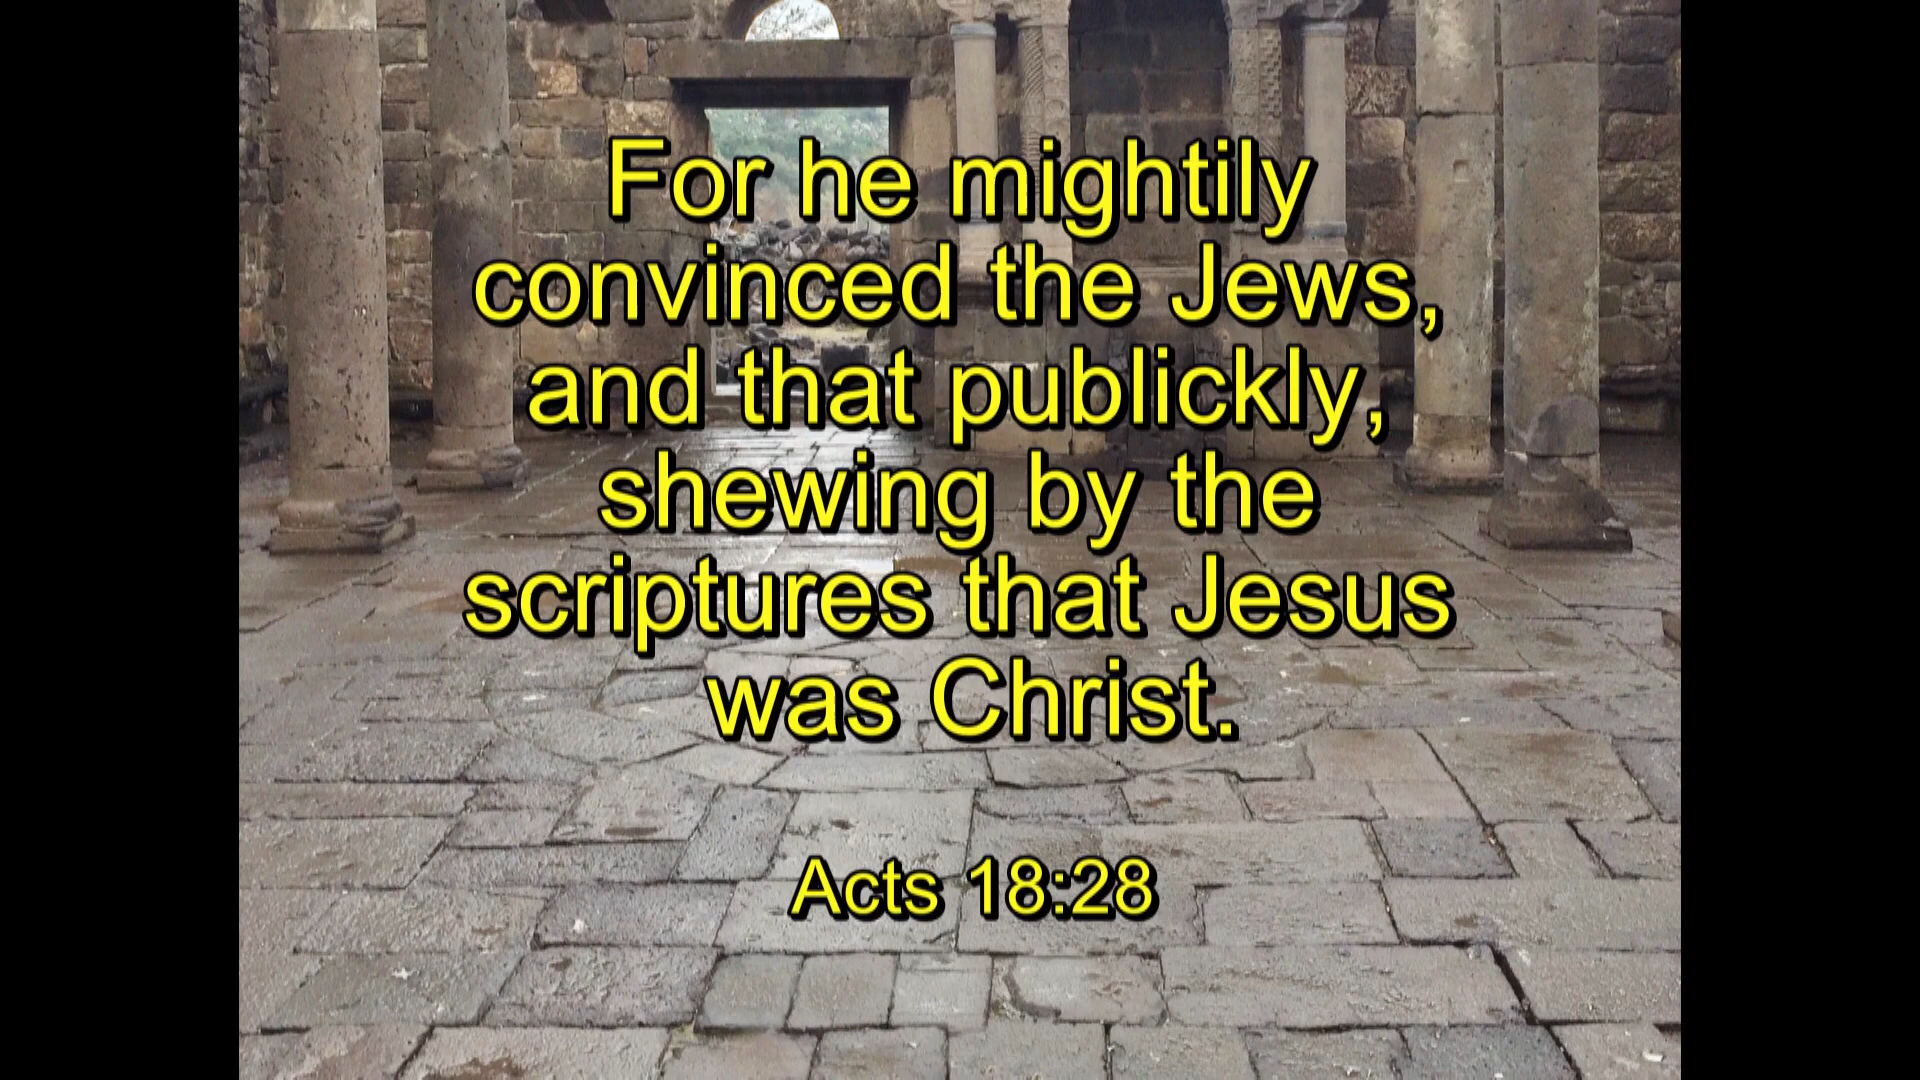 For he mightily
convinced the Jews,
and that publickly,
shewing by the
scriptures that Jesus
was Christ.
Acts 18:28